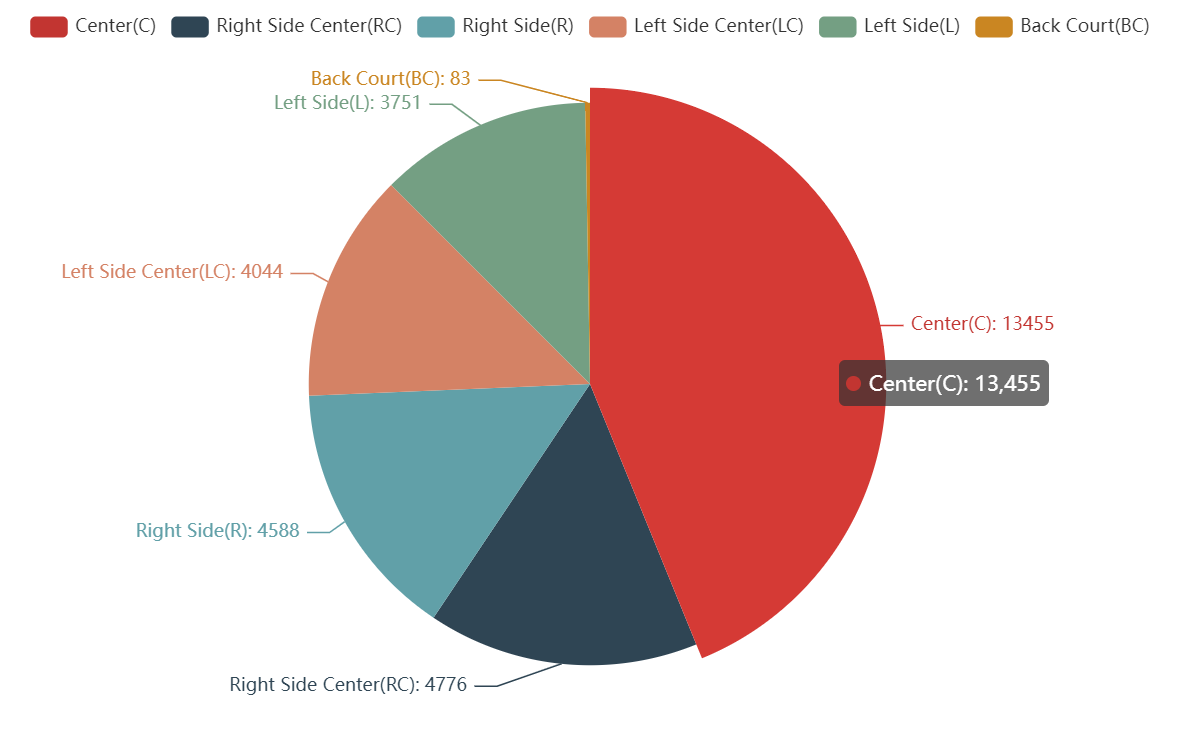 Center(C) Right Side Center(RC) Right Side(R) Left Side Center(LC) Left Side(L) Back Court(BC)
Back Court(BC): 83
Left Side(L): 3751
Left Side Center(LC): 4044
Center(C): 13455
Center(C): 13,455
Right Side(R): 4588
Right Side Center(RC): 4776